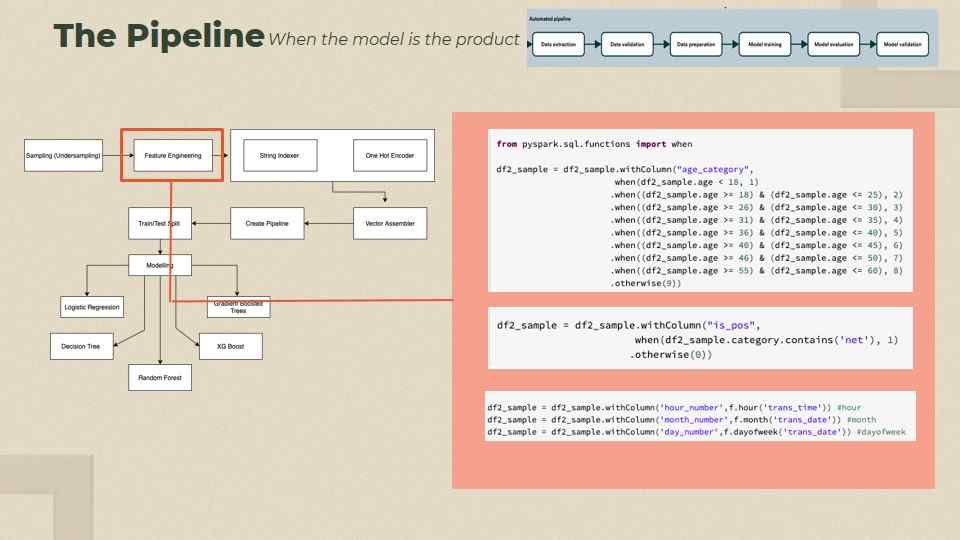 The Pipeline When the model is the product
Automated pipeline
Data extraction
Data validation
Data preparation
Model training
Model evaluation
Model validation
Sampling (Undersampling)
Feature Engineering
String Indexer
One Hot Encoder
Train/Test Split
Create Pipeline
Vector Assembler
Modelling
Logistic Regression
Gradient Boosted
Trees
Decision Tree
XG Boost
Random Forest
from pyspark.sql.functions import when
df2_sample = df2_sample.withColumn("age_category",
when(df2_sample.age < 18, 1)
.when((df2_sample.age >= 18) & (df2_sample.age <= 25), 2)
.when((df2_sample.age >= 26) & (df2_sample.age <= 30), 3)
.when((df2_sample.age >= 31) & (df2_sample.age <= 35), 4)
.when((df2_sample.age >= 36) & (df2_sample.age <= 40), 5)
.when((df2_sample.age >= 40) & (df2_sample.age <= 45), 6)
.when((df2_sample.age >= 46) & (df2_sample.age <= 50), 7)
.when((df2_sample.age >= 55) & (df2_sample.age <= 60), 8)
.otherwise(9))
df2_sample = df2_sample.withColumn("is_pos",
when(df2_sample.category.contains('net'), 1)
.otherwise(0))
df2_sample = df2_sample.withColumn('hour_number',f.hour('trans_time')) #hour
df2_sample = df2_sample.withColumn('month_number',f.month('trans_date')) #month
df2_sample = df2_sample.withColumn('day_number',f.dayofweek('trans_date')) #dayofweek